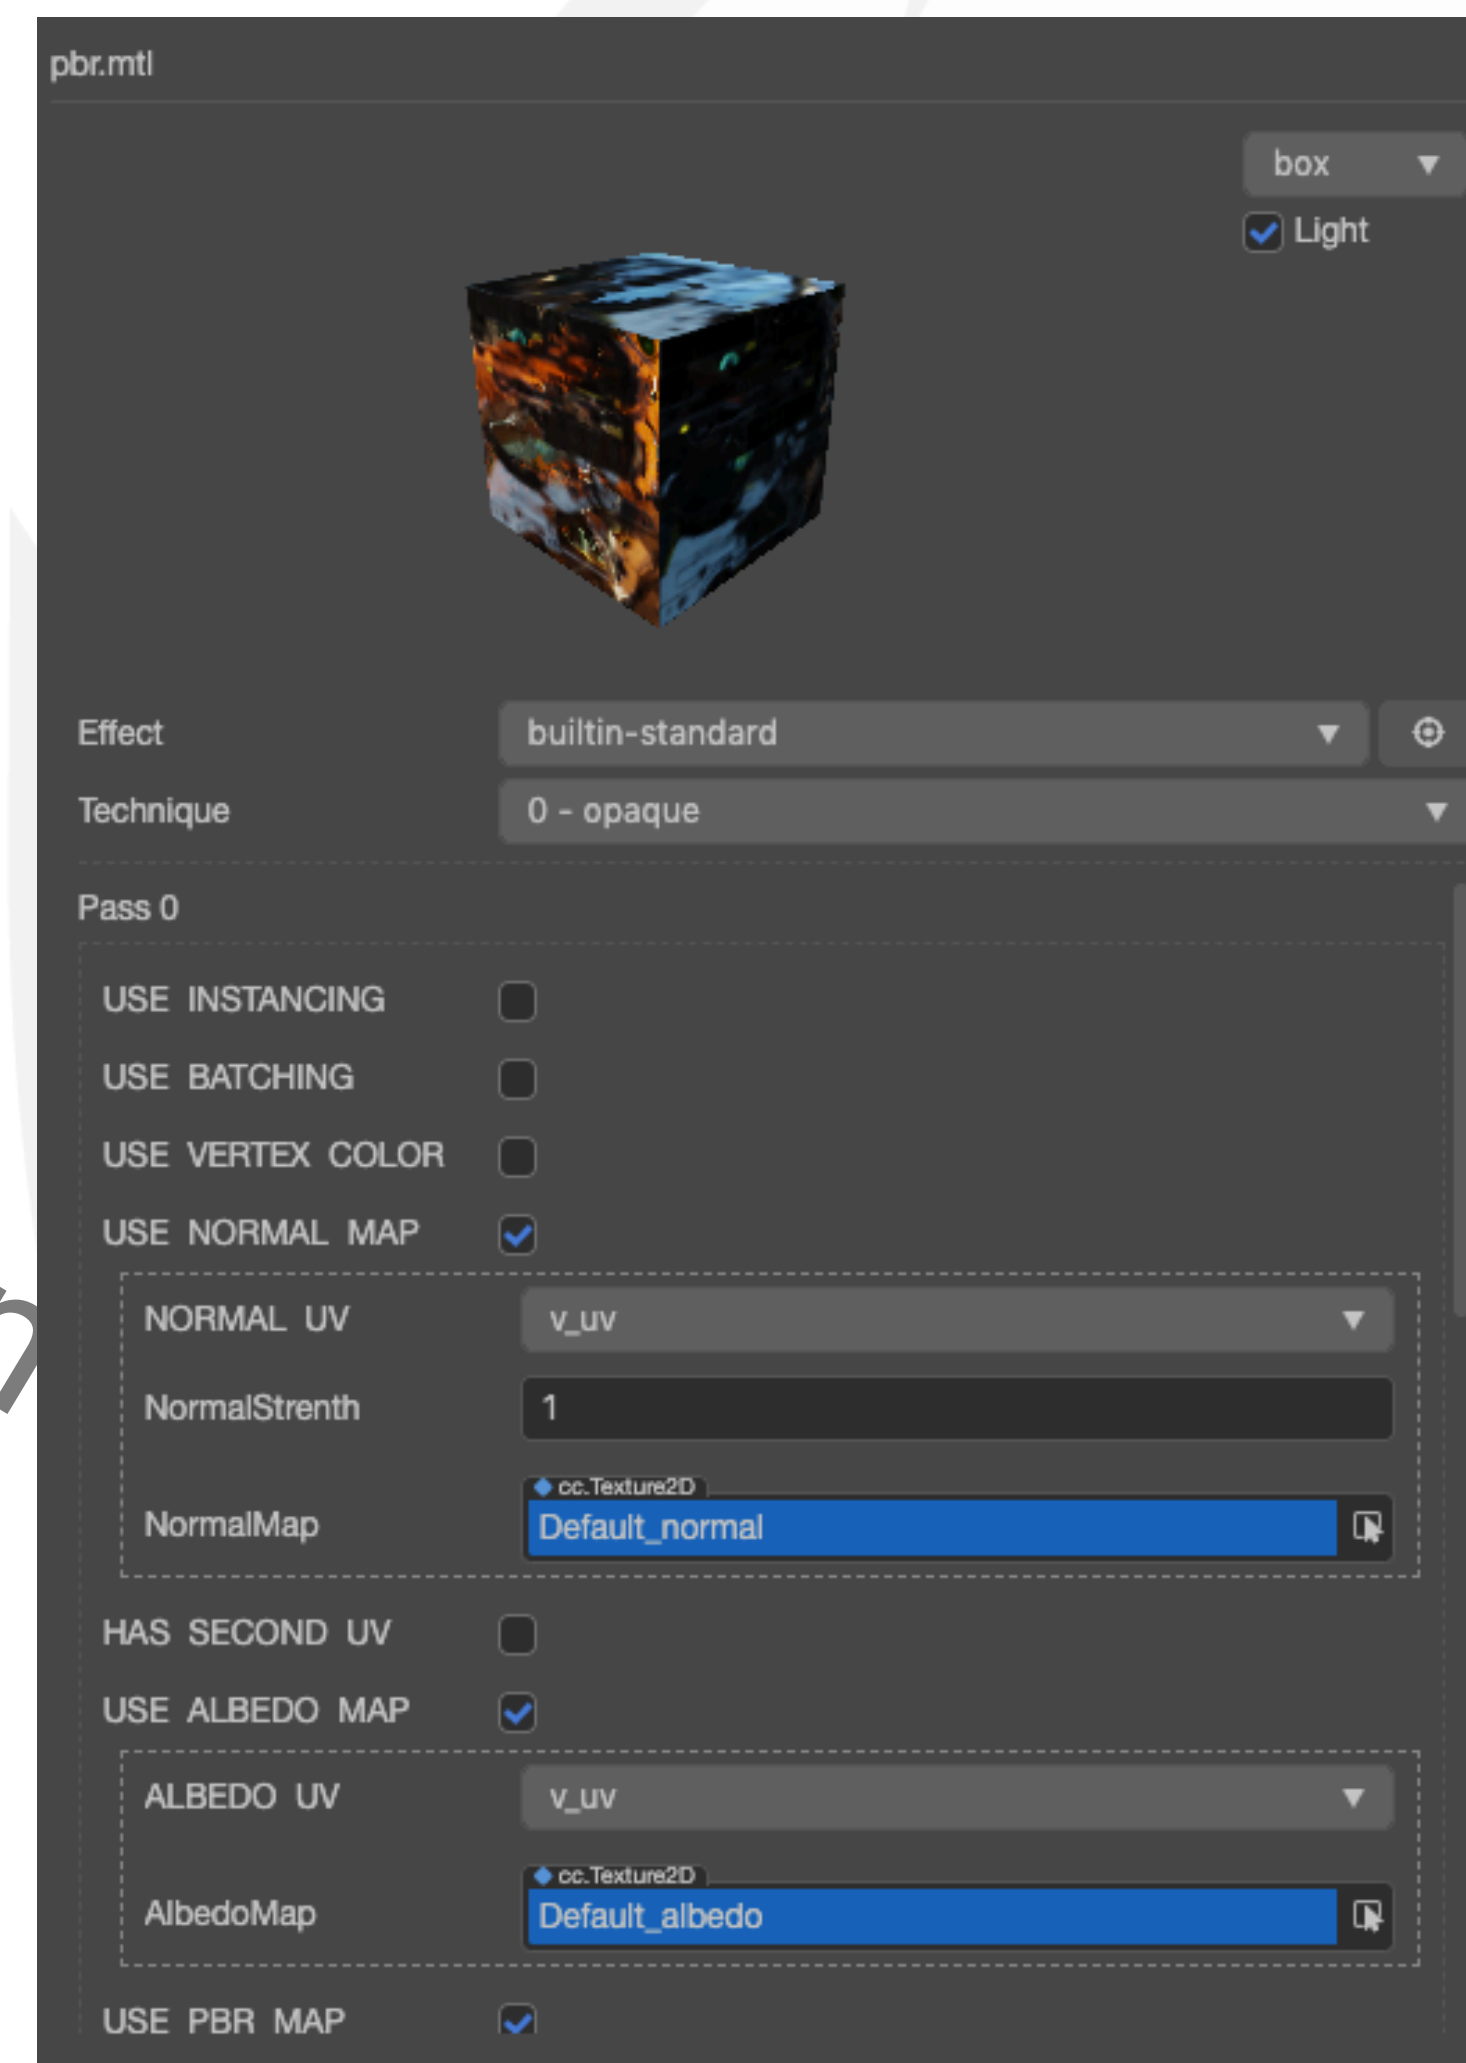 pbr.mtl
box
Light
Effect builtin-standard
Technique 0 - opaque
Pass 0
USE INSTANCING
USE BATCHING
USE VERTEX COLOR
USE NORMAL MAP
NORMAL UV v_uv
NormalStrenth 1
cc.Texture2D
NormalMap Default_normal
HAS SECOND UV
USE ALBEDO MAP
ALBEDO UV v_uv
cc.Texture2D
AlbedoMap Default_albedo
USE PBR MAP